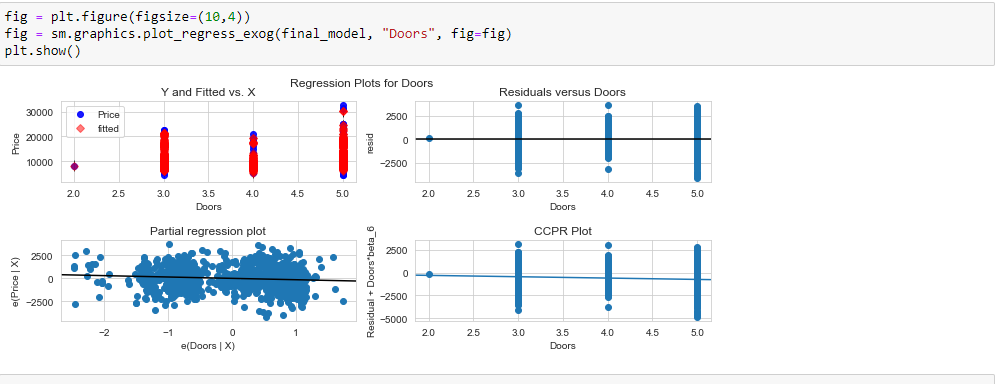 fig = plt.figure(figsize=(10,4))
fig = sm.graphics.plot_regress_exog(final_model, "Doors", fig=fig)
plt.show()
Regression Plots for Doors
Y and Fitted vs. X
30000
20000
10000
Price
Price
fitted
2.0 2.5 3.0 3.5 4.0 4.5 5.0
Doors
Residuals versus Doors
2500
0
−2500
resid
2.0 2.5 3.0 3.5 4.0 4.5 5.0
Doors
Partial regression plot
2500
0
−2500
e(Price | X)
−2 −1 0 1
e(Doors | X)
CCPR Plot
2500
0
−2500
−5000
Residual + Doors*beta_6
2.0 2.5 3.0 3.5 4.0 4.5 5.0
Doors